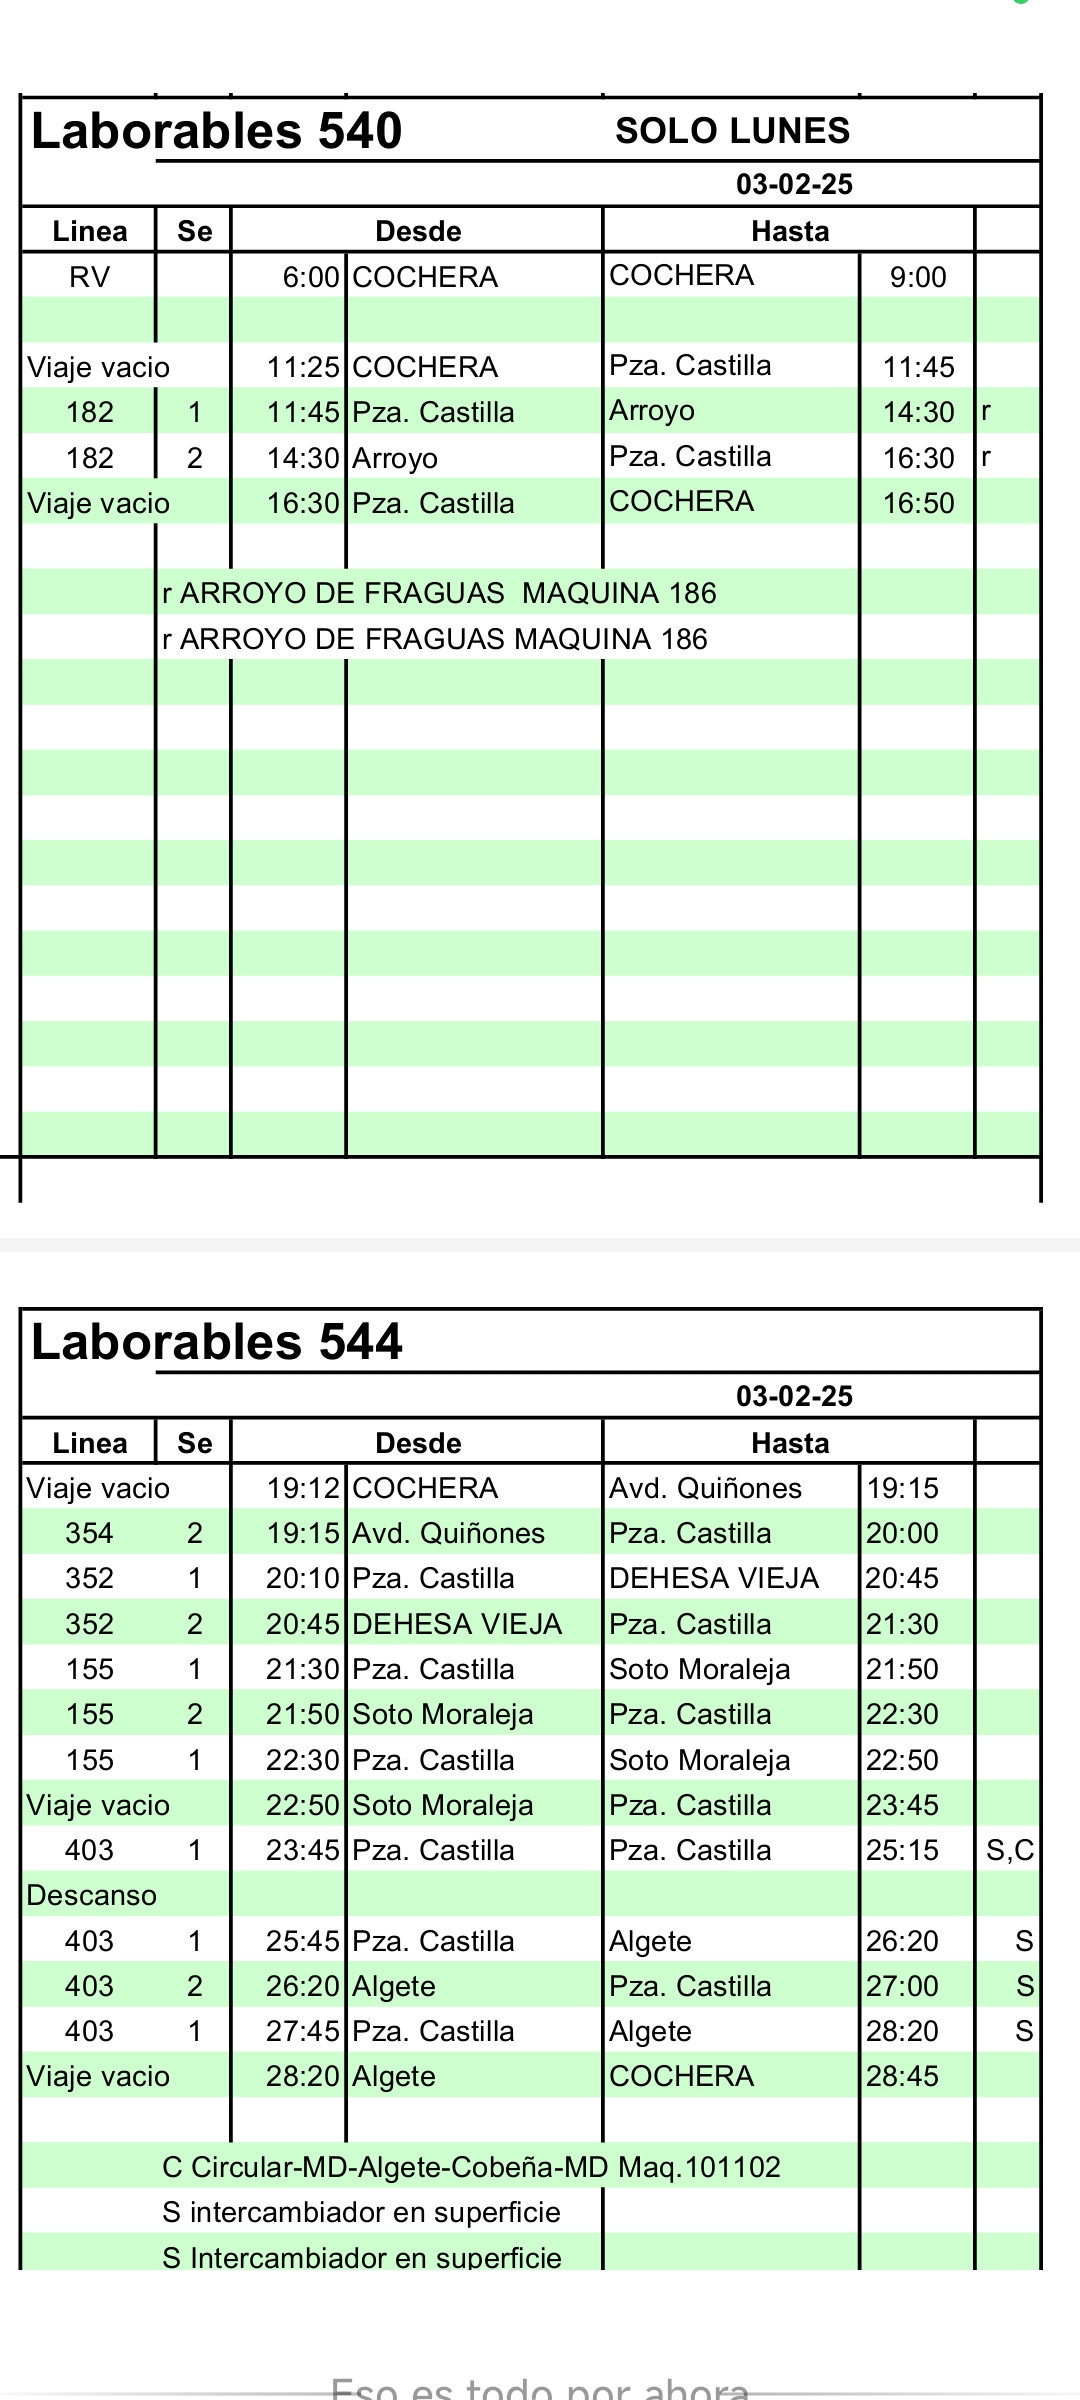 Laborables 540 SOLO LUNES
03-02-25
Linea Se Desde Hasta
RV 6:00 COCHERA COCHERA 9:00
Viaje vacio 11:25 COCHERA Pza. Castilla 11:45
182 1 11:45 Pza. Castilla Arroyo 14:30 r
182 2 14:30 Arroyo Pza. Castilla 16:30 r
Viaje vacio 16:30 Pza. Castilla COCHERA 16:50
r ARROYO DE FRAGUAS MAQUINA 186
r ARROYO DE FRAGUAS MAQUINA 186
Laborables 544
03-02-25
Linea Se Desde Hasta
Viaje vacio 19:12 COCHERA Avd. Quiñones 19:15
354 2 19:15 Avd. Quiñones Pza. Castilla 20:00
352 1 20:10 Pza. Castilla DEHESA VIEJA 20:45
352 2 20:45 DEHESA VIEJA Pza. Castilla 21:30
155 1 21:30 Pza. Castilla Soto Moraleja 21:50
155 2 21:50 Soto Moraleja Pza. Castilla 22:30
155 1 22:30 Pza. Castilla Soto Moraleja 22:50
Viaje vacio 22:50 Soto Moraleja Pza. Castilla 23:45
403 1 23:45 Pza. Castilla Pza. Castilla 25:15 S,C
Descanso
403 1 25:45 Pza. Castilla Algete 26:20 S
403 2 26:20 Algete Pza. Castilla 27:00 S
403 1 27:45 Pza. Castilla Algete 28:20 S
Viaje vacio 28:20 Algete COCHERA 28:45
C Circular-MD-Algete-Cobeña-MD Maq.101102
S intercambiador en superficie
S Intercambiador en superficie
Eso es todo por ahora